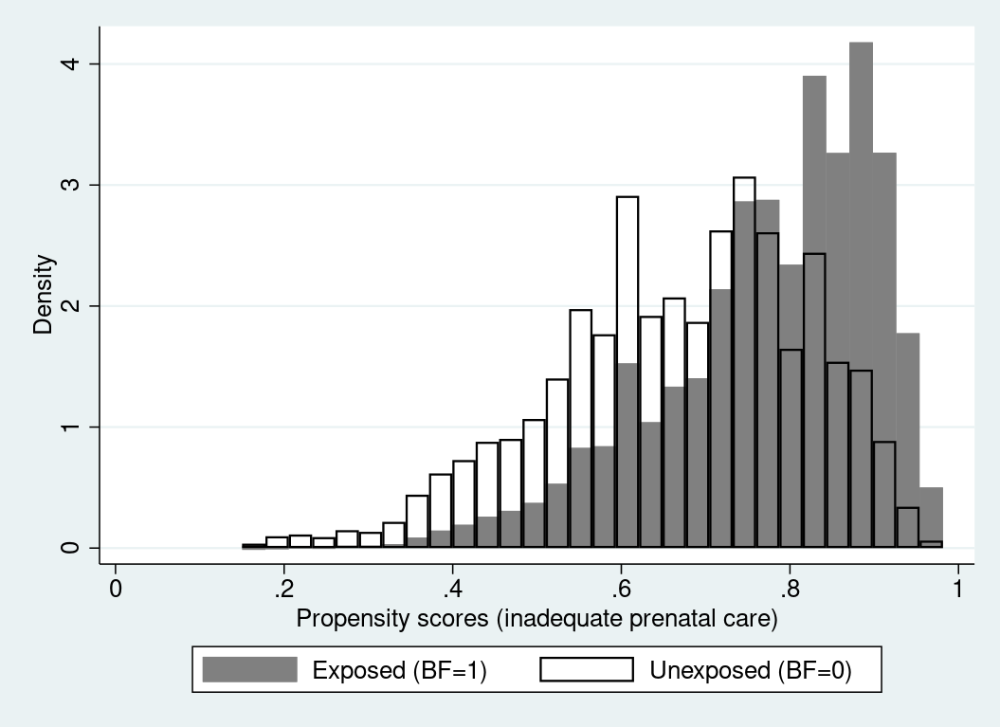 4
3
2
1
0
Density
0 .2 .4 .6 .8 1
Propensity scores (inadequate prenatal care)
Exposed (BF=1) Unexposed (BF=0)